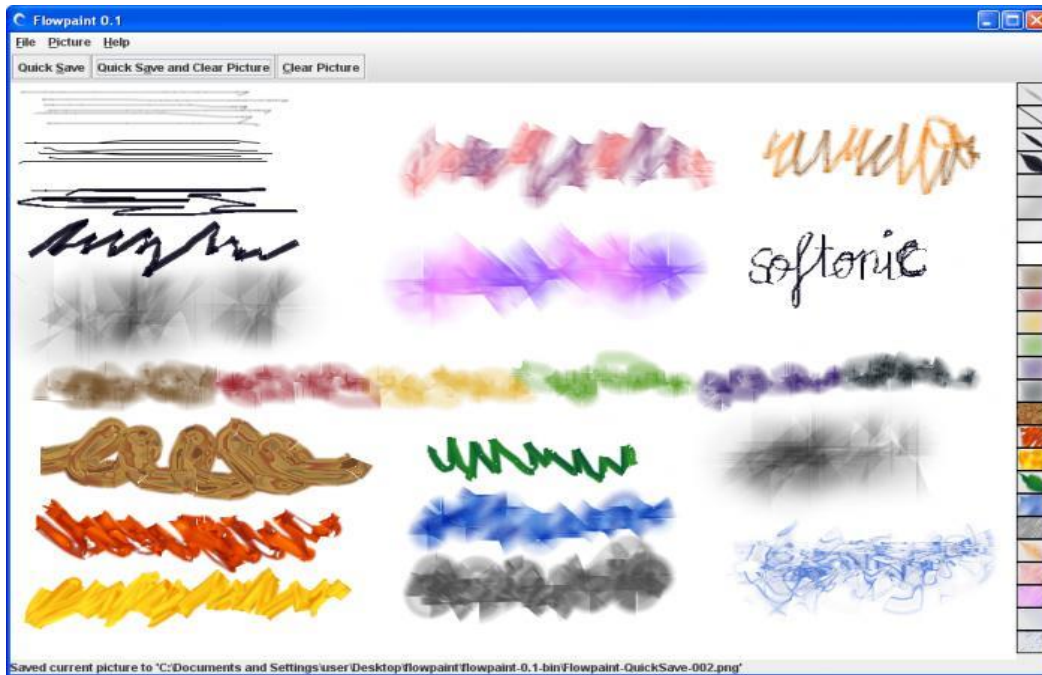 Flowpaint 0.1
File Picture Help
Quick Save Quick Save and Clear Picture Clear Picture
softonic
Saved current picture to 'C:\Documents and Settings\user\Desktop\flowpaint\flowpaint-0.1-bin\Flowpaint-QuickSave-002.png'